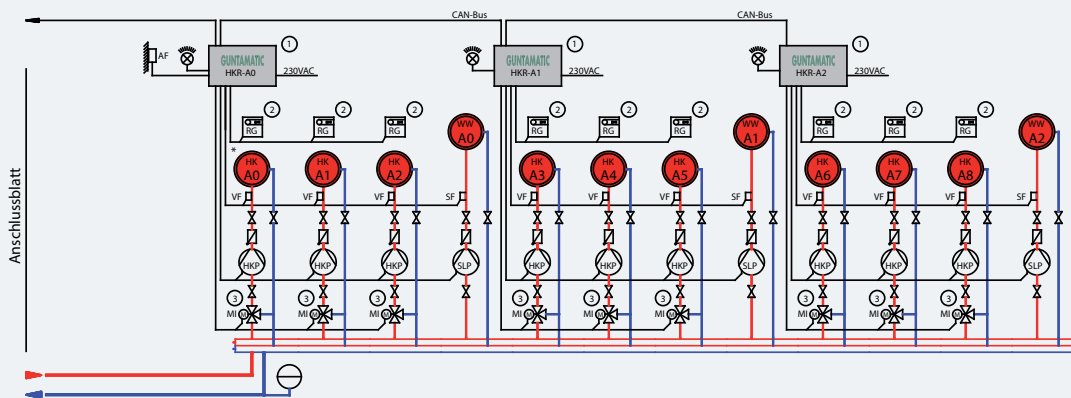 CAN-Bus CAN-Bus
1 1 1
AF
GUNTAMATIC GUNTAMATIC GUNTAMATIC
HKR-A0 230VAC HKR-A1 230VAC HKR-A2 230VAC
2 2 2 2 2 2 2 2 2
RG RG RG RG RG RG RG RG RG
WW WW WW
A0 A1 A2
*
HK HK HK HK HK HK HK HK HK
A0 A1 A2 A3 A4 A5 A6 A7 A8
VF VF VF SF VF VF VF SF VF VF VF SF
Anschlussblatt
HKP HKP HKP SLP HKP HKP HKP SLP HKP HKP HKP SLP
3 3 3 3 3 3 3 3 3
MI M MI M MI M MI M MI M MI M MI M MI M MI M